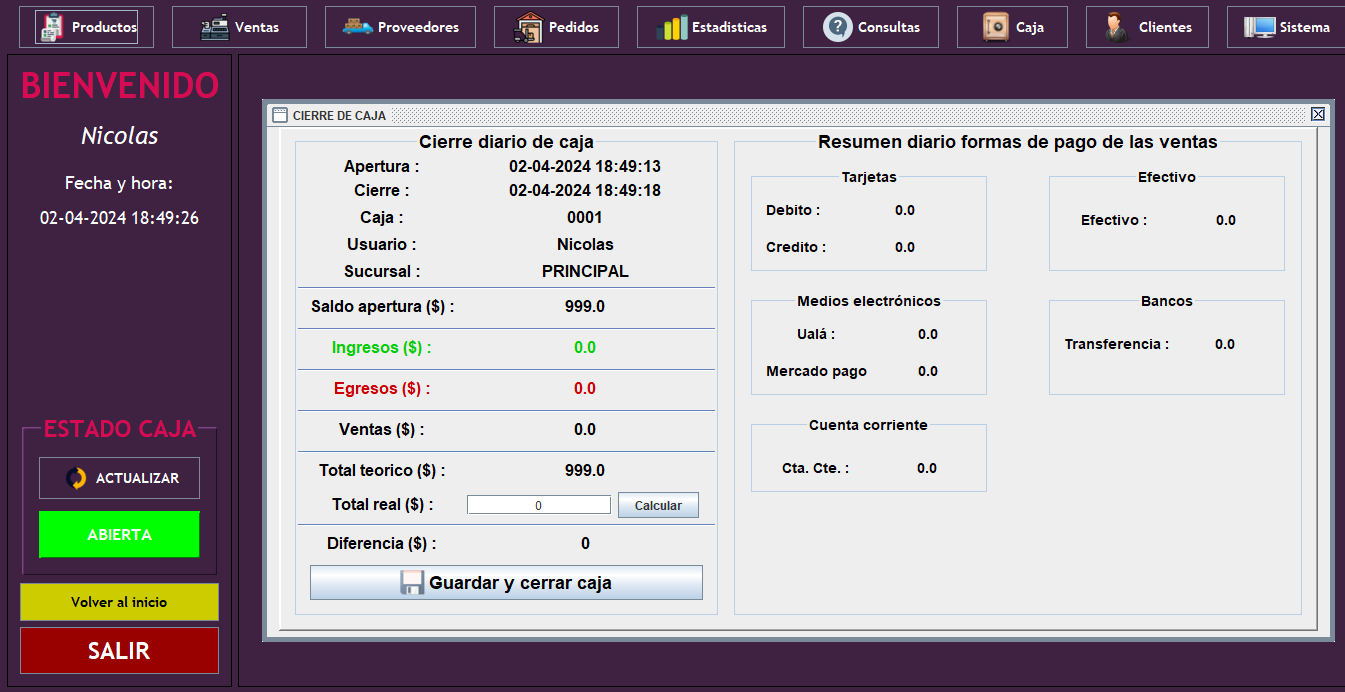 Productos
Ventas
Proveedores
Pedidos
Estadisticas
Consultas
Caja
Clientes
Sistema
BIENVENIDO
Nicolas
Fecha y hora:
02-04-2024 18:49:26
ESTADO CAJA
ACTUALIZAR
ABIERTA
Volver al inicio
SALIR
CIERRE DE CAJA
Cierre diario de caja
Apertura : 02-04-2024 18:49:13
Cierre : 02-04-2024 18:49:18
Caja : 0001
Usuario : Nicolas
Sucursal : PRINCIPAL
Saldo apertura ($) : 999.0
Ingresos ($) : 0.0
Egresos ($) : 0.0
Ventas ($) : 0.0
Total teorico ($) : 999.0
Total real ($) : 0 Calcular
Diferencia ($) : 0
Guardar y cerrar caja
Resumen diario formas de pago de las ventas
Tarjetas
Debito : 0.0
Credito : 0.0
Efectivo
Efectivo : 0.0
Medios electrónicos
Ualá : 0.0
Mercado pago 0.0
Bancos
Transferencia : 0.0
Cuenta corriente
Cta. Cte. : 0.0